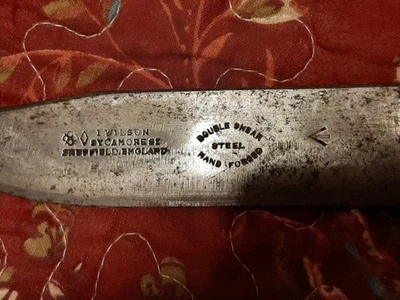 I WILSON
SYCAMORE ST
SHEFFIELD, ENGLAND
DOUBLE SHEAR
STEEL
HAND FORGED